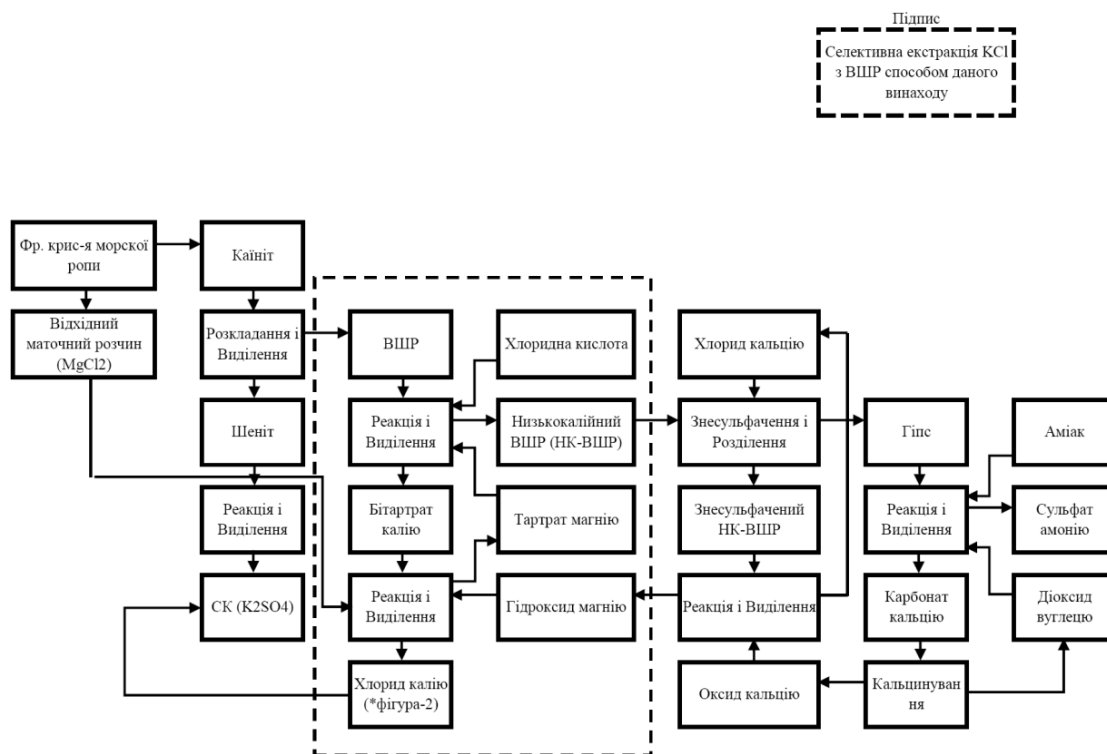 Підпис
Селективна екстракція KCl
з ВШР способом даного
винаходу
Фр. крис-я морскої
ропи
Каїніт
Відхідний
маточний розчин
(MgCl2)
Розкладання і
Виділення
ВШР
Хлоридна кислота
Хлорид кальцію
Шеніт
Реакція і
Виділення
Низькокалійний
ВШР (НК-ВШР)
Знесульфачення і
Розділення
Гіпс
Аміак
Реакція і
Виділення
Бітартрат
калію
Тартрат магнію
Знесульфачений
НК-ВШР
Реакція і
Виділення
Сульфат
амонію
СК (K2SO4)
Реакція і
Виділення
Гідроксид магнію
Реакція і Виділення
Карбонат
кальцію
Діоксид
вуглецю
Хлорид калію
(*фігура-2)
Оксид кальцію
Кальцинуван
ня